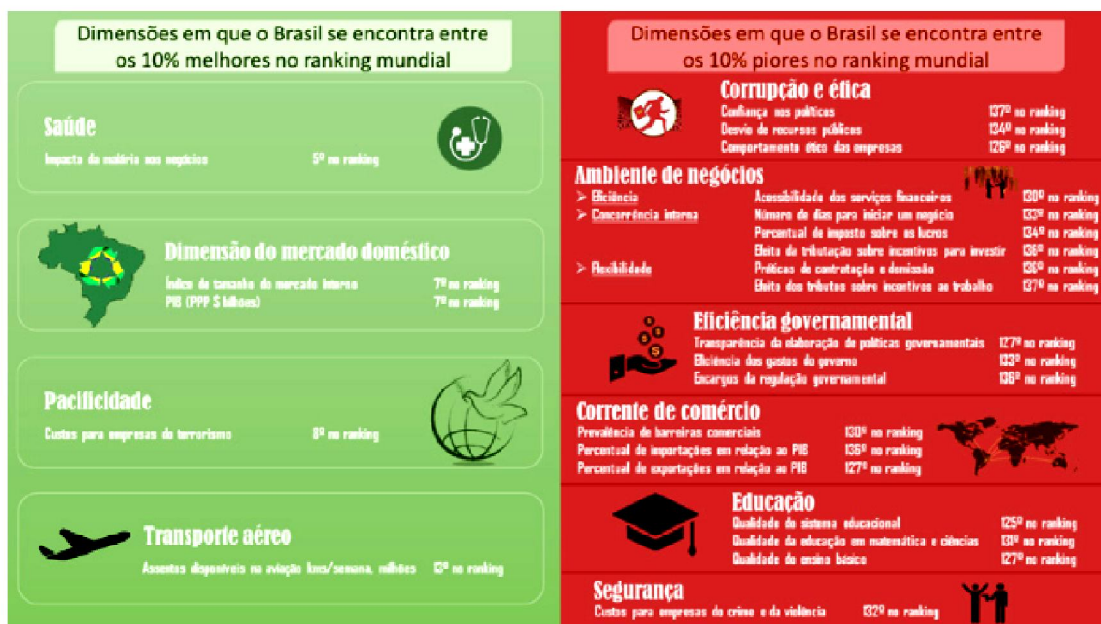 Dimensões em que o Brasil se encontra entre
os 10% melhores no ranking mundial
Saúde
Impacto da malária nos negócios 5º no ranking
Dimensão do mercado doméstico
Índice do tamanho do mercado interno 7º no ranking
PIB (PPP $ bilhões) 7º no ranking
Pacificidade
Custos para empresas do terrorismo 8º no ranking
Transporte aéreo
Assentos disponíveis na aviação kms/semana, milhões 13º no ranking
Dimensões em que o Brasil se encontra entre
os 10% piores no ranking mundial
Corrupção e ética
Confiança nos políticos 137º no ranking
Desvio de recursos públicos 134º no ranking
Comportamento ético das empresas 126º no ranking
Ambiente de negócios
➢ Eficiência Acessibilidade dos serviços financeiros 130º no ranking
➢ Concorrência interna Número de dias para iniciar um negócio 133º no ranking
Percentual de imposto sobre os lucros 134º no ranking
Efeito da tributação sobre incentivos para investir 136º no ranking
➢ Flexibilidade Práticas de contratação e demissão 136º no ranking
Efeito dos tributos sobre incentivos ao trabalho 137º no ranking
Eficiência governamental
Transparência da elaboração de políticas governamentais 127º no ranking
Eficiência dos gastos do governo 133º no ranking
Encargos da regulação governamental 136º no ranking
Corrente de comércio
Prevalência de barreiras comerciais 130º no ranking
Percentual de importações em relação ao PIB 136º no ranking
Percentual de exportações em relação ao PIB 127º no ranking
Educação
Qualidade do sistema educacional 125º no ranking
Qualidade da educação em matemática e ciências 131º no ranking
Qualidade do ensino básico 127º no ranking
Segurança
Custos para empresas do crime e da violência 132º no ranking